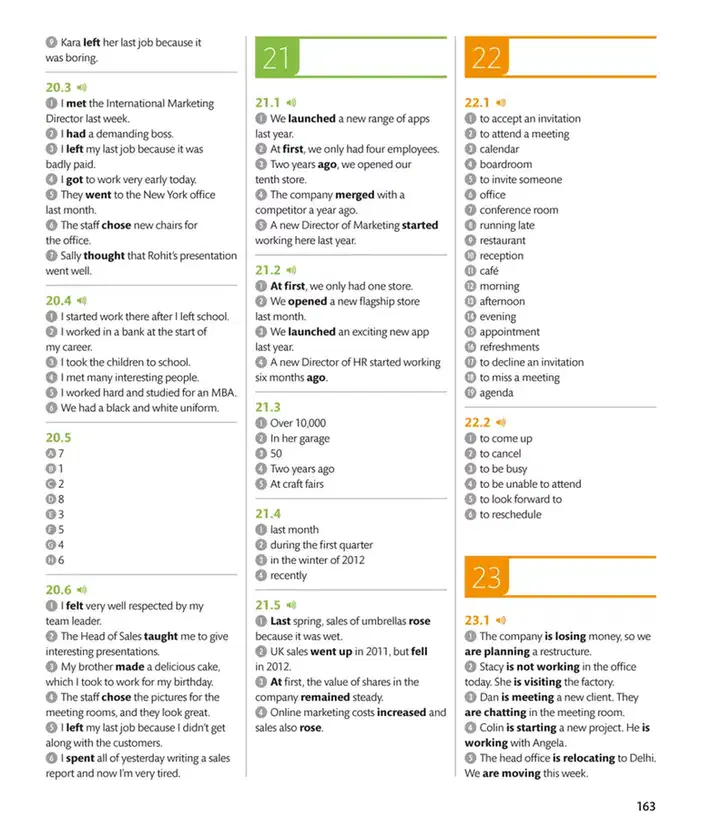 9 Kara left her last job because it
was boring.
20.3
1 I met the International Marketing
Director last week.
2 I had a demanding boss.
3 I left my last job because it was
badly paid.
4 I got to work very early today.
5 They went to the New York office
last month.
6 The staff chose new chairs for
the office.
7 Sally thought that Rohit's presentation
went well.
20.4
1 I started work there after I left school.
2 I worked in a bank at the start of
my career.
3 I took the children to school.
4 I met many interesting people.
5 I worked hard and studied for an MBA.
6 We had a black and white uniform.
20.5
A 7
B 1
C 2
D 8
E 3
F 5
G 4
H 6
20.6
1 I felt very well respected by my
team leader.
2 The Head of Sales taught me to give
interesting presentations.
3 My brother made a delicious cake,
which I took to work for my birthday.
4 The staff chose the pictures for the
meeting rooms, and they look great.
5 I left my last job because I didn't get
along with the customers.
6 I spent all of yesterday writing a sales
report and now I'm very tired.
21
21.1
1 We launched a new range of apps
last year.
2 At first, we only had four employees.
3 Two years ago, we opened our
tenth store.
4 The company merged with a
competitor a year ago.
5 A new Director of Marketing started
working here last year.
21.2
1 At first, we only had one store.
2 We opened a new flagship store
last month.
3 We launched an exciting new app
last year.
4 A new Director of HR started working
six months ago.
21.3
1 Over 10,000
2 In her garage
3 50
4 Two years ago
5 At craft fairs
21.4
1 last month
2 during the first quarter
3 in the winter of 2012
4 recently
21.5
1 Last spring, sales of umbrellas rose
because it was wet.
2 UK sales went up in 2011, but fell
in 2012.
3 At first, the value of shares in the
company remained steady.
4 Online marketing costs increased and
sales also rose.
22
22.1
1 to accept an invitation
2 to attend a meeting
3 calendar
4 boardroom
5 to invite someone
6 office
7 conference room
8 running late
9 restaurant
10 reception
11 café
12 morning
13 afternoon
14 evening
15 appointment
16 refreshments
17 to decline an invitation
18 to miss a meeting
19 agenda
22.2
1 to come up
2 to cancel
3 to be busy
4 to be unable to attend
5 to look forward to
6 to reschedule
23
23.1
1 The company is losing money, so we
are planning a restructure.
2 Stacy is not working in the office
today. She is visiting the factory.
3 Dan is meeting a new client. They
are chatting in the meeting room.
4 Colin is starting a new project. He is
working with Angela.
5 The head office is relocating to Delhi.
We are moving this week.
163